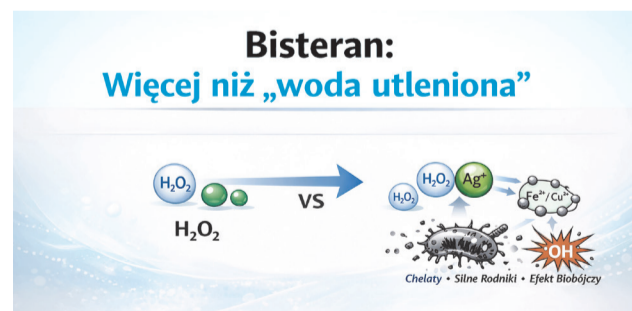 Bisteran:
Więcej niż „woda utleniona”
H₂O₂
H₂O₂
VS
H₂O₂
H₂O₂
Ag⁺
Fe²⁺/Cu²⁺
•OH
Chelaty • Silne Rodniki • Efekt Biobójczy